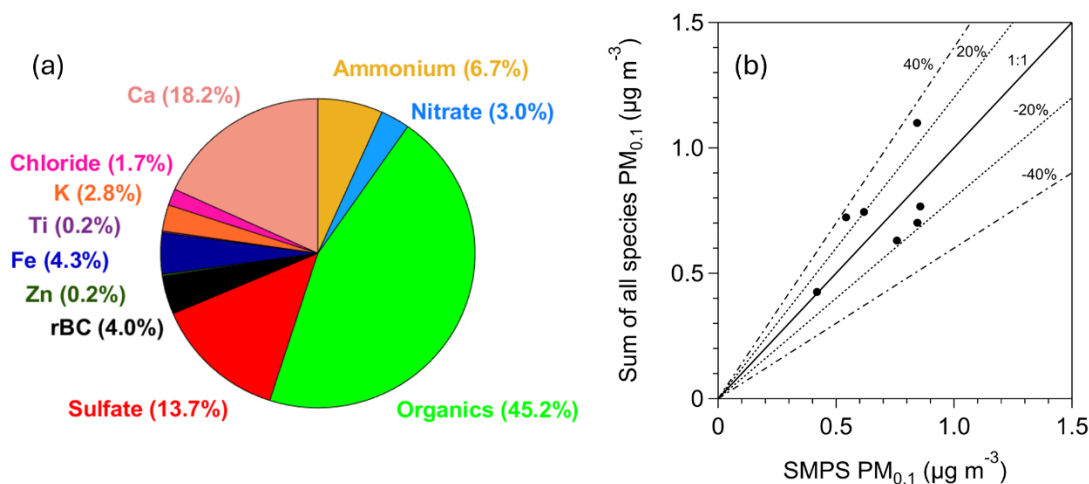 (a)
Ammonium (6.7%)
Ca (18.2%)
Nitrate (3.0%)
Chloride (1.7%)
K (2.8%)
Ti (0.2%)
Fe (4.3%)
Zn (0.2%)
rBC (4.0%)
Sulfate (13.7%)
Organics (45.2%)
(b)
40%
20%
1:1
-20%
-40%
1.5
1.0
0.5
0
0
0.5
1.0
1.5
Sum of all species PM0.1 (µg m-3)
SMPS PM0.1 (µg m-3)